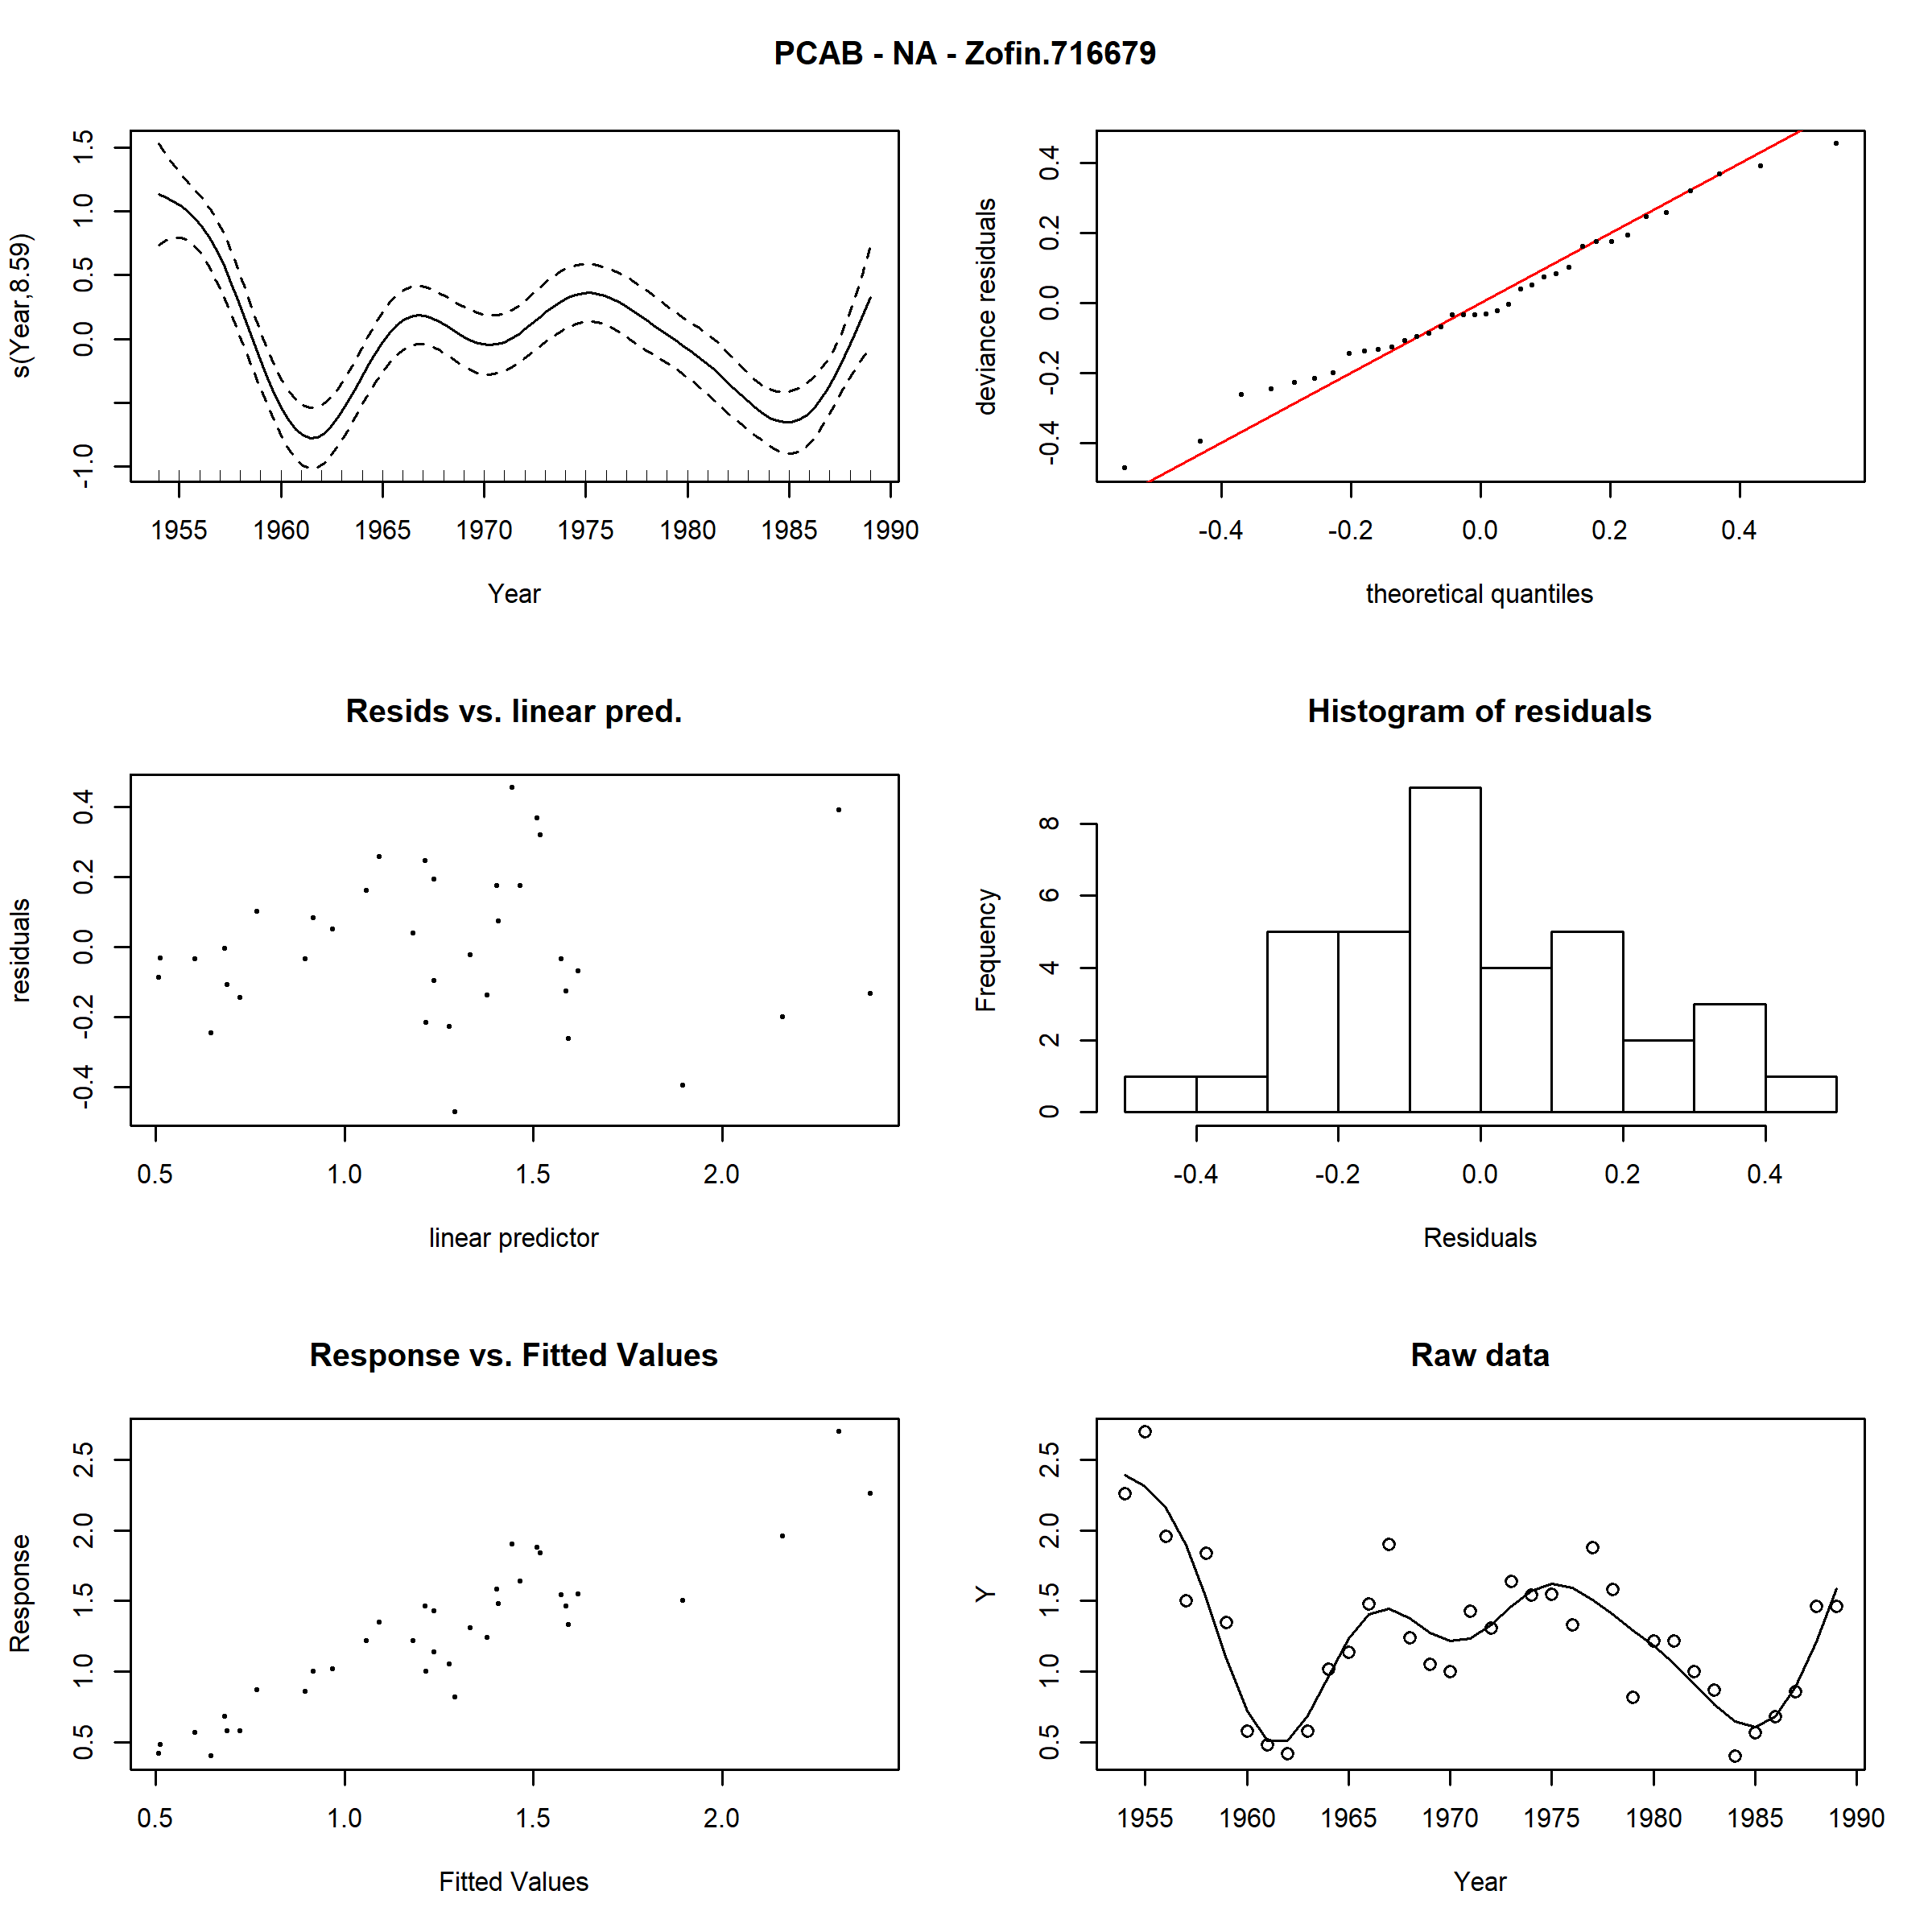 PCAB - NA - Zofin.716679
s(Year,8.59)
1.5
1.0
0.5
0.0
-1.0
1955 1960 1965 1970 1975 1980 1985 1990
Year
deviance residuals
0.4
0.2
0.0
-0.2
-0.4
-0.4 -0.2 0.0 0.2 0.4
theoretical quantiles
Resids vs. linear pred.
residuals
0.4
0.2
0.0
-0.2
-0.4
0.5 1.0 1.5 2.0
linear predictor
Histogram of residuals
Frequency
8
6
4
2
0
-0.4 -0.2 0.0 0.2 0.4
Residuals
Response vs. Fitted Values
Response
2.5
2.0
1.5
1.0
0.5
0.5 1.0 1.5 2.0
Fitted Values
Raw data
Y
2.5
2.0
1.5
1.0
0.5
1955 1960 1965 1970 1975 1980 1985 1990
Year